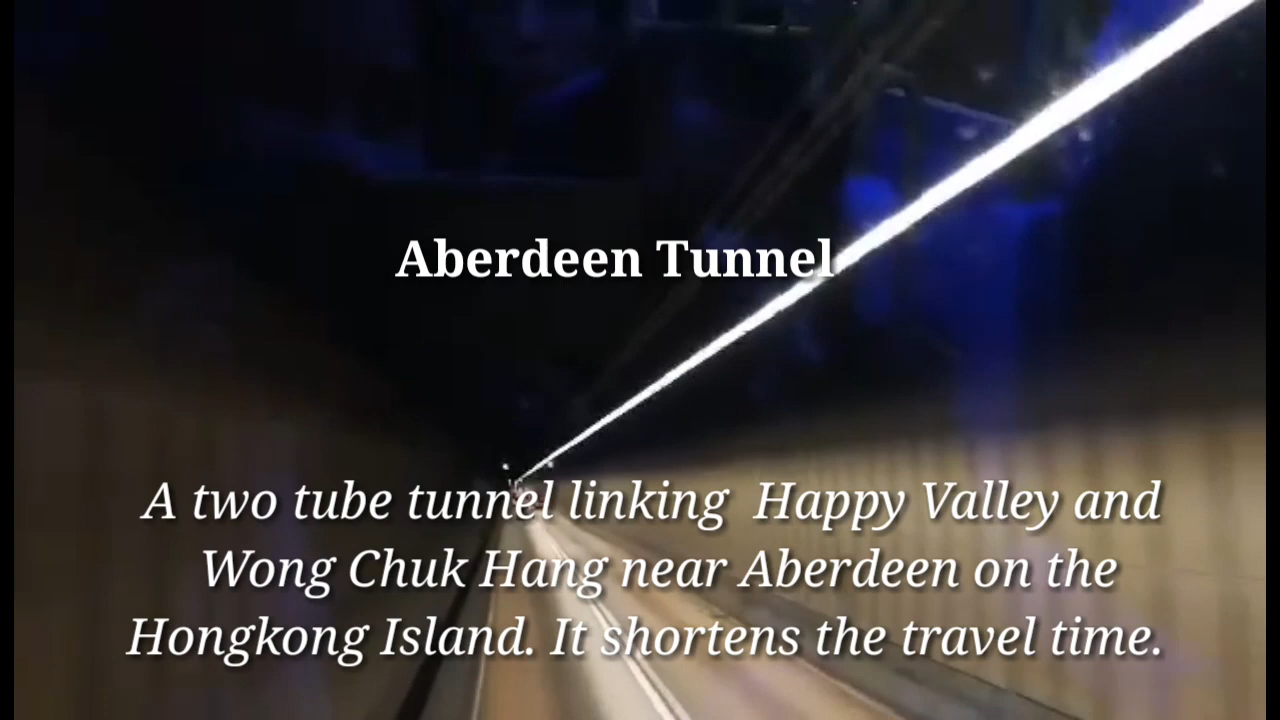 Aberdeen Tunnel
A two tube tunnel linking  Happy Valley and
Wong Chuk Hang near Aberdeen on the
Hongkong Island. It shortens the travel time.